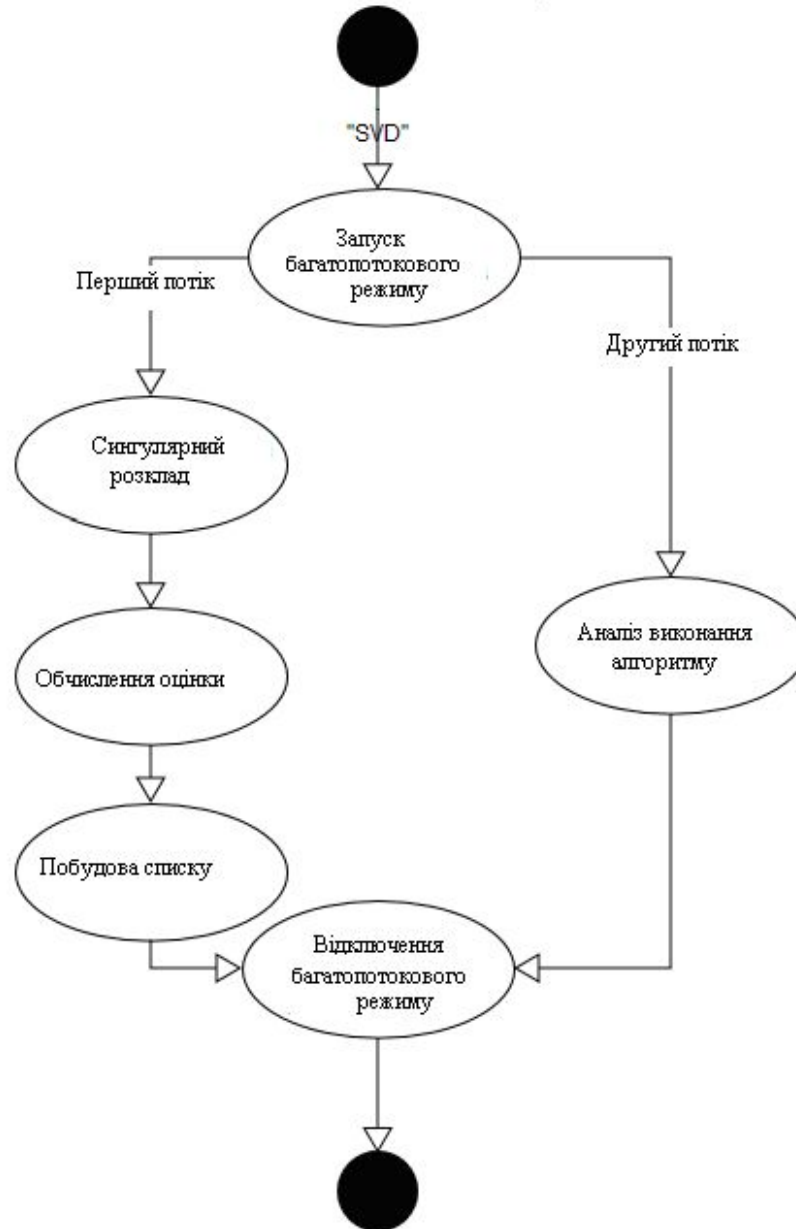 "SVD"
Запуск
багатопотокового
режиму
Перший потік
Другий потік
Сингулярний
розклад
Аналіз виконання
алгоритму
Обчислення оцінки
Побудова списку
Відключення
багатопотокового
режиму